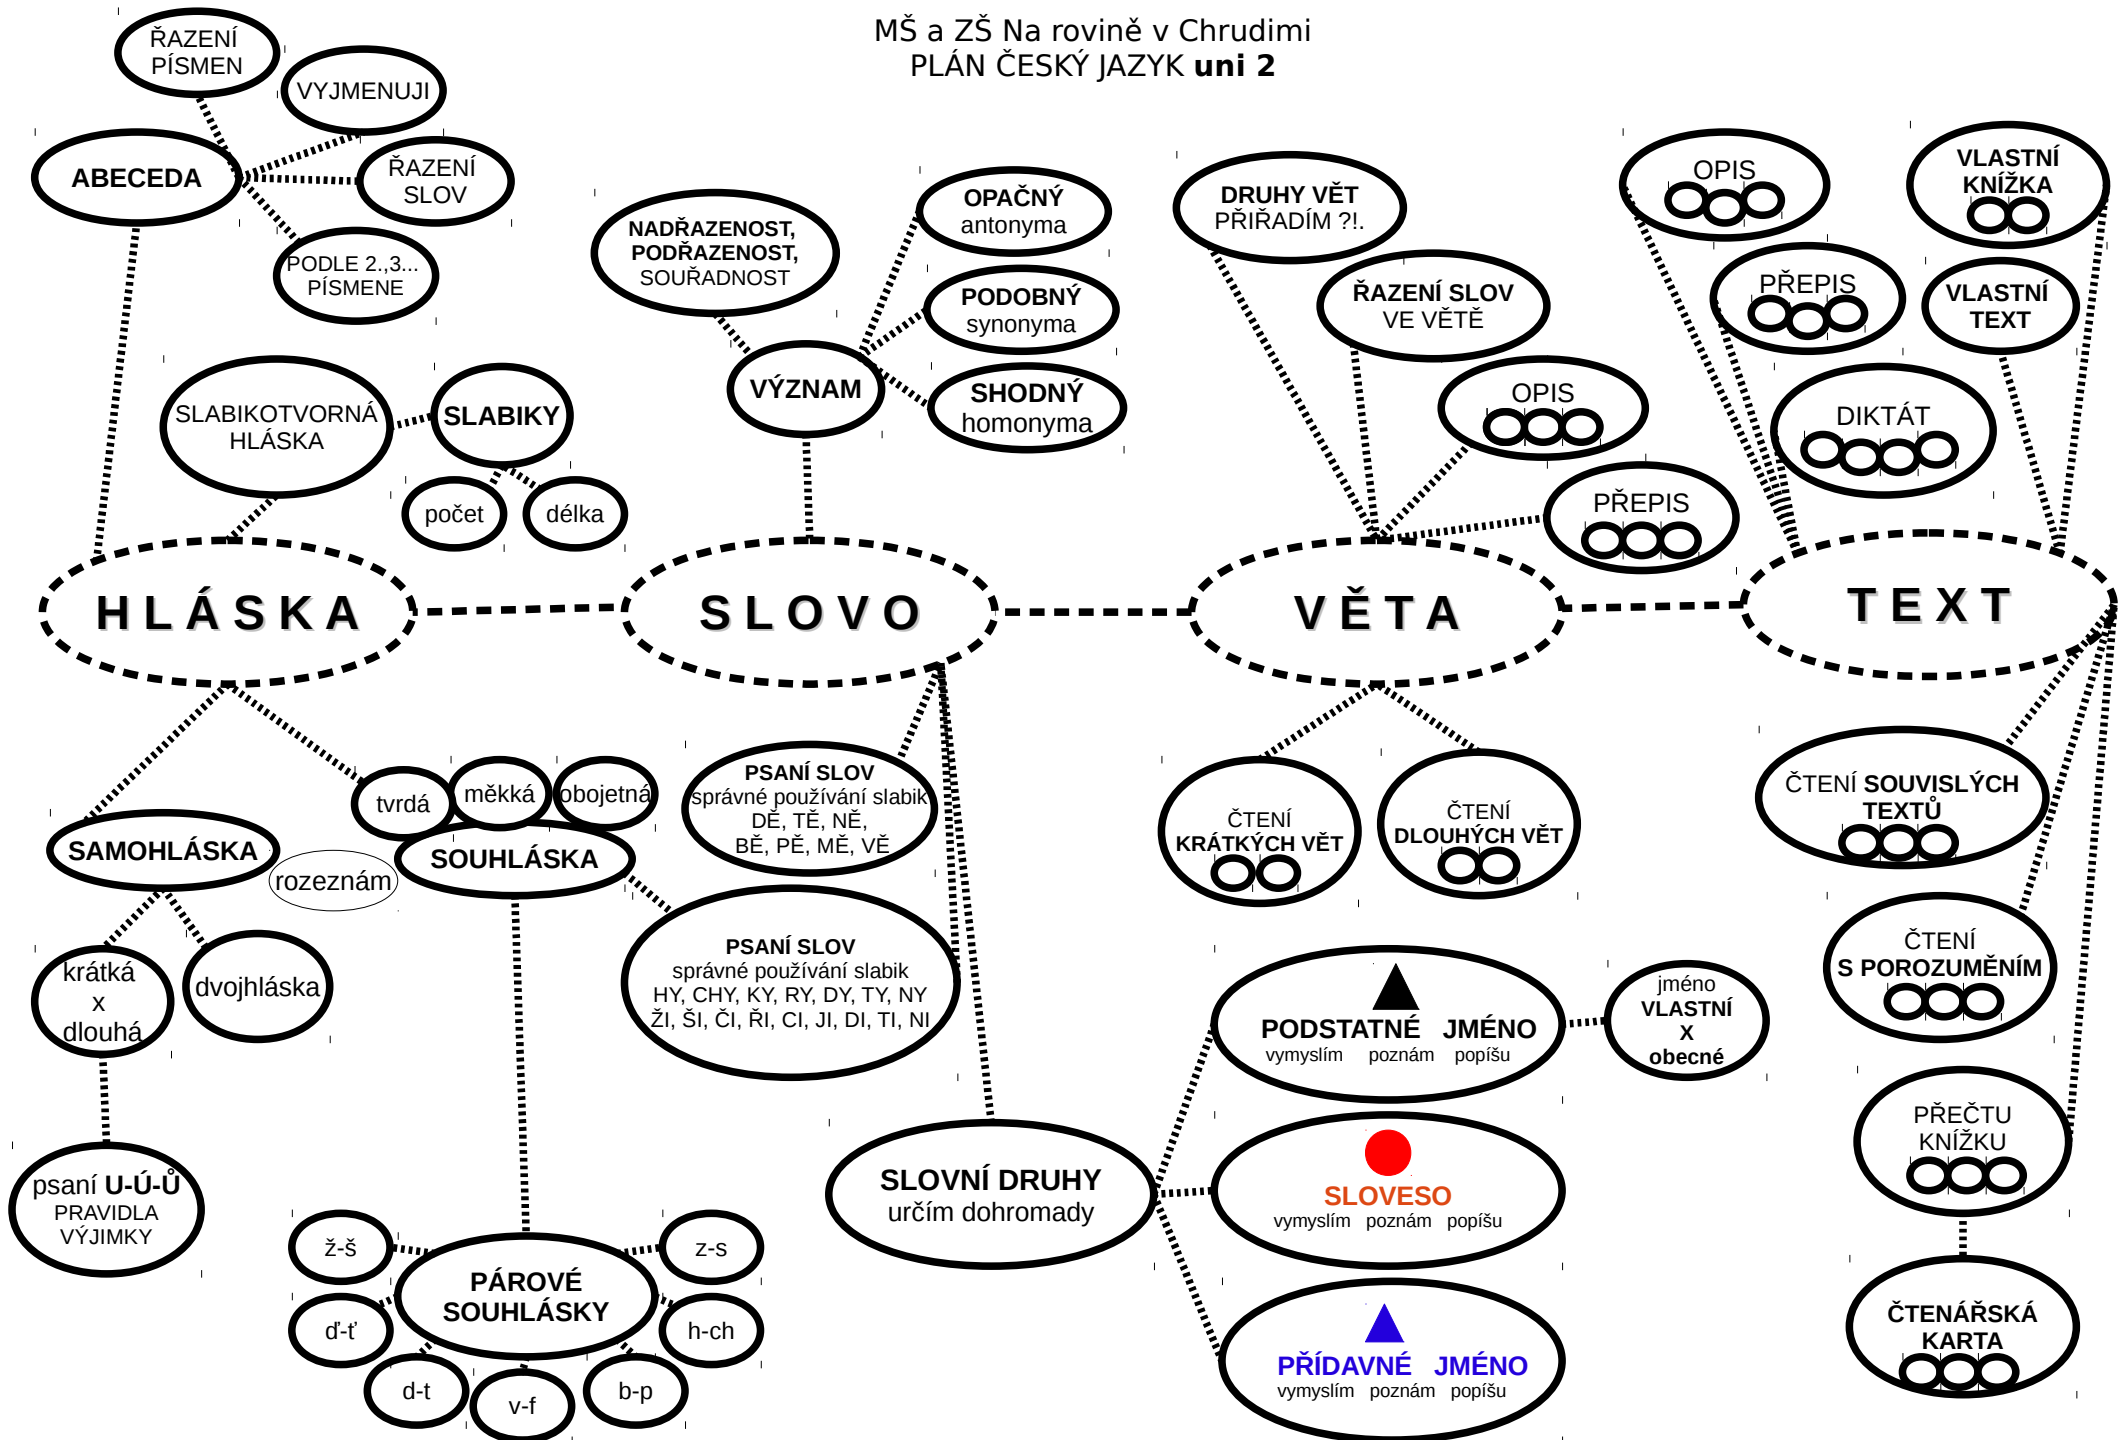 MŠ a ZŠ Na rovině v Chrudimi
PLÁN ČESKÝ JAZYK uni 2
ŘAZENÍ
PÍSMEN
VYJMENUJI
ABECEDA
ŘAZENÍ
SLOV
PODLE 2.,3...
PÍSMENE
SLABIKOTVORNÁ
HLÁSKA
SLABIKY
počet
délka
NADŘAZENOST,
PODŘAZENOST,
SOUŘADNOST
OPAČNÝ
antonyma
PODOBNÝ
synonyma
SHODNÝ
homonyma
VÝZNAM
DRUHY VĚT
PŘIŘADÍM ?!.
ŘAZENÍ SLOV
VE VĚTĚ
OPIS
PŘEPIS
OPIS
PŘEPIS
DIKTÁT
VLASTNÍ
KNÍŽKA
VLASTNÍ
TEXT
HLÁSKA
SLOVO
VĚTA
TEXT
SAMOHLÁSKA
rozeznám
tvrdá
měkká
obojetná
SOUHLÁSKA
krátká
x
dlouhá
dvojhláska
psaní U-Ú-Ů
PRAVIDLA
VÝJIMKY
PSANÍ SLOV
správné používání slabik
DĚ, TĚ, NĚ,
BĚ, PĚ, MĚ, VĚ
PSANÍ SLOV
správné používání slabik
HY, CHY, KY, RY, DY, TY, NY
ŽI, ŠI, ČI, ŘI, CI, JI, DI, TI, NI
PÁROVÉ
SOUHLÁSKY
ž-š
ď-ť
d-t
v-f
b-p
h-ch
z-s
ČTENÍ
KRÁTKÝCH VĚT
ČTENÍ
DLOUHÝCH VĚT
SLOVNÍ DRUHY
určím dohromady
PODSTATNÉ JMÉNO
vymyslím poznám popíšu
jméno
VLASTNÍ
X
obecné
SLOVESO
vymyslím poznám popíšu
PŘÍDAVNÉ JMÉNO
vymyslím poznám popíšu
ČTENÍ SOUVISLÝCH
TEXTŮ
ČTENÍ
S POROZUMĚNÍM
PŘEČTU
KNÍŽKU
ČTENÁŘSKÁ
KARTA